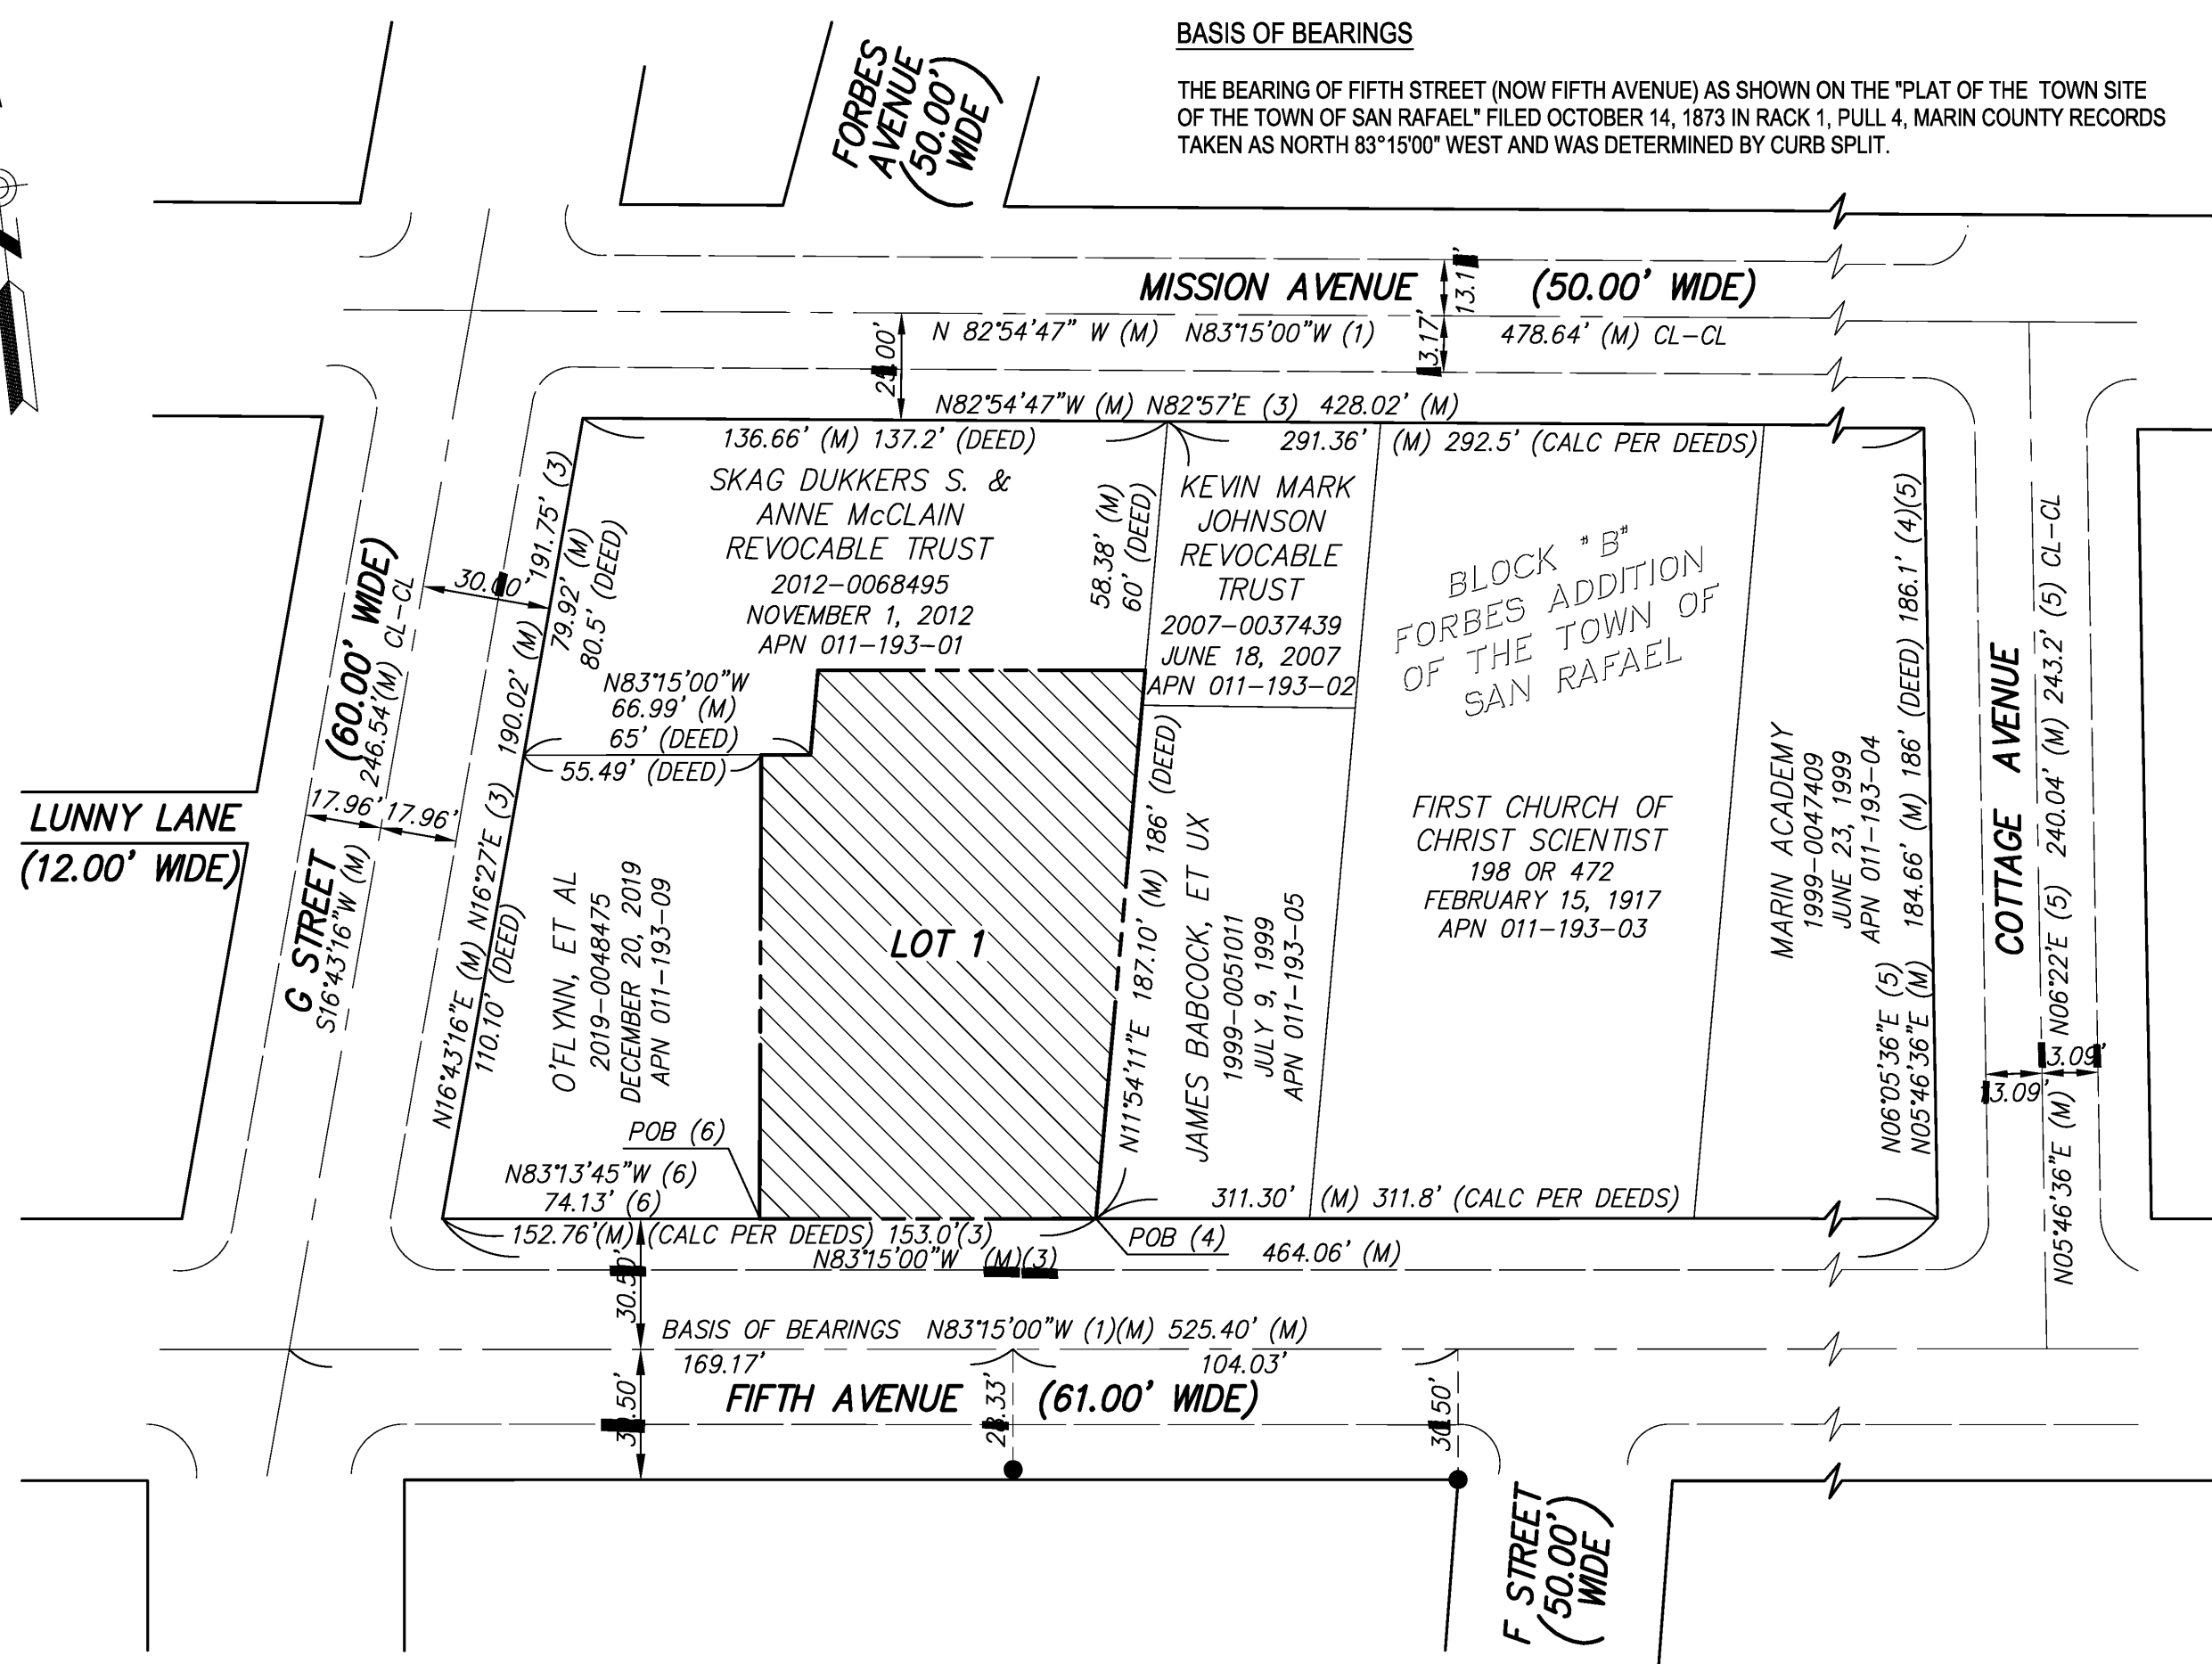 BASIS OF BEARINGS
THE BEARING OF FIFTH STREET (NOW FIFTH AVENUE) AS SHOWN ON THE "PLAT OF THE TOWN SITE
OF THE TOWN OF SAN RAFAEL" FILED OCTOBER 14, 1873 IN RACK 1, PULL 4, MARIN COUNTY RECORDS
TAKEN AS NORTH 83°15'00" WEST AND WAS DETERMINED BY CURB SPLIT.
FORBES
AVENUE
(50.00'
WIDE)
MISSION AVENUE (50.00' WIDE)
13.17'
N 82°54'47" W (M) N83°15'00"W (1)
13.17'
478.64' (M) CL-CL
25.00'
N82°54'47"W (M) N82°57'E (3) 428.02' (M)
136.66' (M) 137.2' (DEED)
291.36' (M) 292.5' (CALC PER DEEDS)
SKAG DUKKERS S. &
ANNE McCLAIN
REVOCABLE TRUST
2012-0068495
NOVEMBER 1, 2012
APN 011-193-01
58.38' (M)
60' (DEED)
KEVIN MARK
JOHNSON
REVOCABLE
TRUST
2007-0037439
JUNE 18, 2007
APN 011-193-02
BLOCK "B"
FORBES ADDITION
OF THE TOWN OF
SAN RAFAEL
G STREET (60.00' WIDE)
S16°43'16"W (M) 246.54'(M) CL-CL
30.00'
17.96'
17.96'
N16°43'16"E (M) N16°27'E (3) 190.02' (M) 191.75' (3)
79.92' (M)
80.5' (DEED)
110.10' (DEED)
N83°15'00"W
66.99' (M)
65' (DEED)
55.49' (DEED)
LUNNY LANE
(12.00' WIDE)
O'FLYNN, ET AL
2019-0048475
DECEMBER 20, 2019
APN 011-193-09
LOT 1
N11°54'11"E 187.10' (M) 186' (DEED)
JAMES BABCOCK, ET UX
1999-0051011
JULY 9, 1999
APN 011-193-05
FIRST CHURCH OF
CHRIST SCIENTIST
198 OR 472
FEBRUARY 15, 1917
APN 011-193-03
MARIN ACADEMY
1999-0047409
JUNE 23, 1999
APN 011-193-04
N06°05'36"E (5)
N05°46'36"E (M) 184.66' (M) 186' (DEED) 186.1' (4)(5)
COTTAGE AVENUE
N05°46'36"E (M) N06°22'E (5) 240.04' (M) 243.2' (5) CL-CL
13.09'
13.09'
POB (6)
N83°13'45"W (6)
74.13' (6)
311.30' (M) 311.8' (CALC PER DEEDS)
152.76'(M) (CALC PER DEEDS) 153.0'(3)
POB (4)
N83°15'00"W (M)(3)
464.06' (M)
30.50'
BASIS OF BEARINGS N83°15'00"W (1)(M) 525.40' (M)
169.17'
104.03'
FIFTH AVENUE (61.00' WIDE)
30.50'
28.33'
30.50'
F STREET
(50.00'
WIDE)